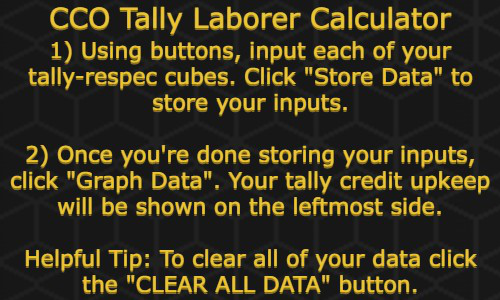 CCO Tally Laborer Calculator
1) Using buttons, input each of your
tally-respec cubes. Click "Store Data" to
store your inputs.
2) Once you're done storing your inputs,
click "Graph Data". Your tally credit upkeep
will be shown on the leftmost side.
Helpful Tip: To clear all of your data click
the "CLEAR ALL DATA" button.